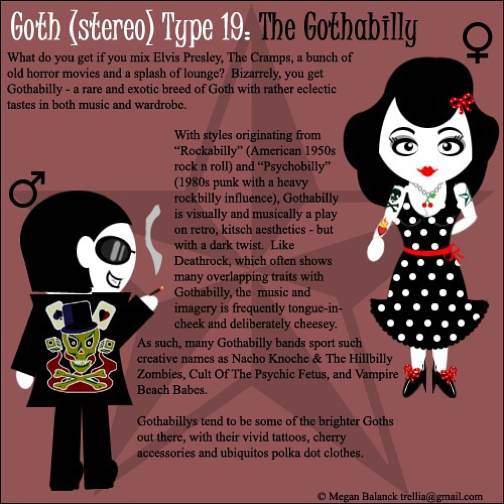 Goth (stereo) Type 19: The Gothabilly
What do you get if you mix Elvis Presley, The Cramps, a bunch of
old horror movies and a splash of lounge?  Bizarrely, you get
Gothabilly - a rare and exotic breed of Goth with rather eclectic
tastes in both music and wardrobe.
With styles originating from
“Rockabilly” (American 1950s
rock n roll) and “Psychobilly”
(1980s punk with a heavy
rockbilly influence), Gothabilly
is visually and musically a play
on retro, kitsch aesthetics - but
with a dark twist.  Like
Deathrock, which often shows
many overlapping traits with
Gothabilly, the  music and
imagery is frequently tongue-in-
cheek and deliberately cheesey.
As such, many Gothabilly bands sport such
creative names as Nacho Knoche & The Hillbilly
Zombies, Cult Of The Psychic Fetus, and Vampire
Beach Babes.
Gothabillys tend to be some of the brighter Goths
out there, with their vivid tattoos, cherry
accessories and ubiquitos polka dot clothes.
© Megan Balanck trellia@gmail.com